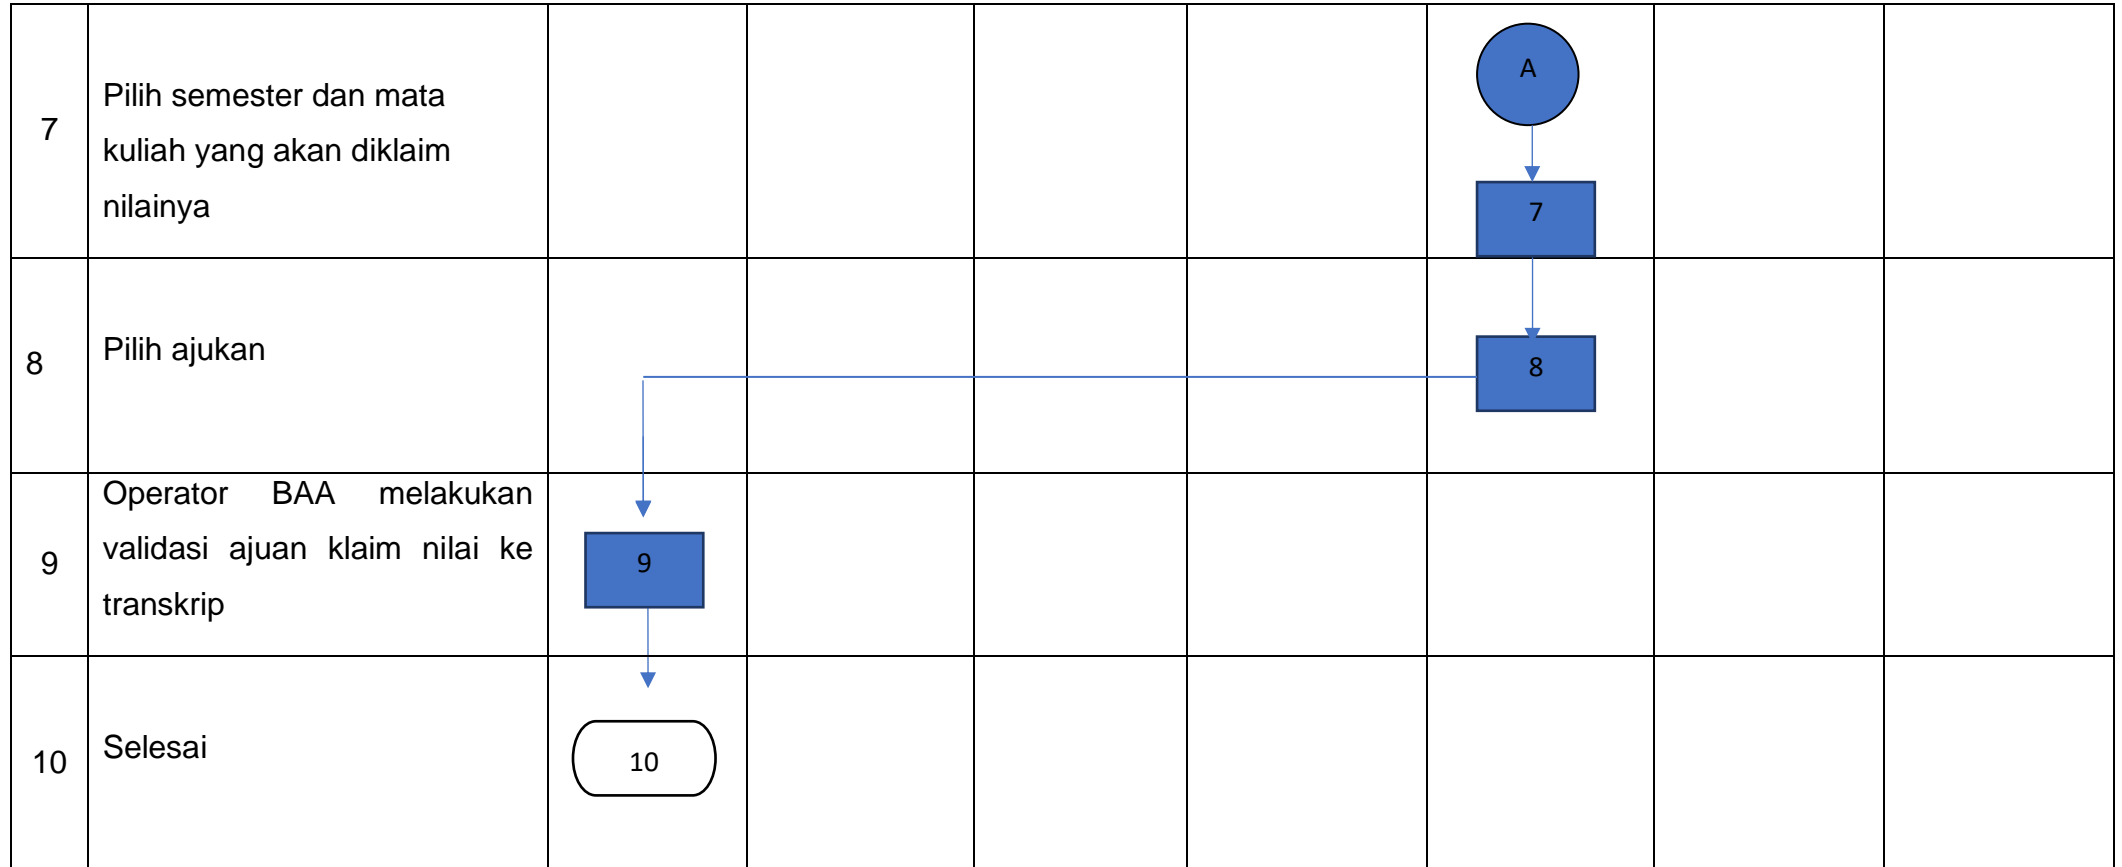 A
7
Pilih semester dan mata
kuliah yang akan diklaim
nilainya
7
8
Pilih ajukan
8
9
Operator BAA melakukan
validasi ajuan klaim nilai ke
transkrip
9
10
Selesai
10